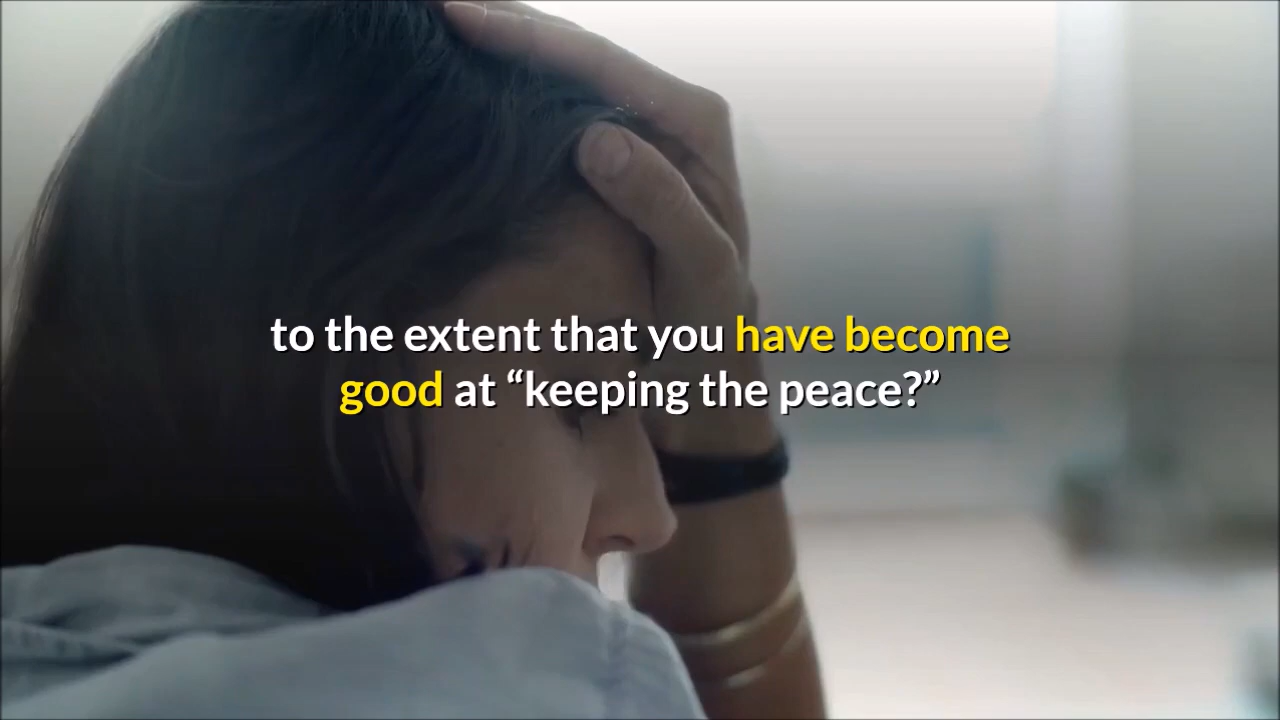 to the extent that you have become
good at “keeping the peace?”